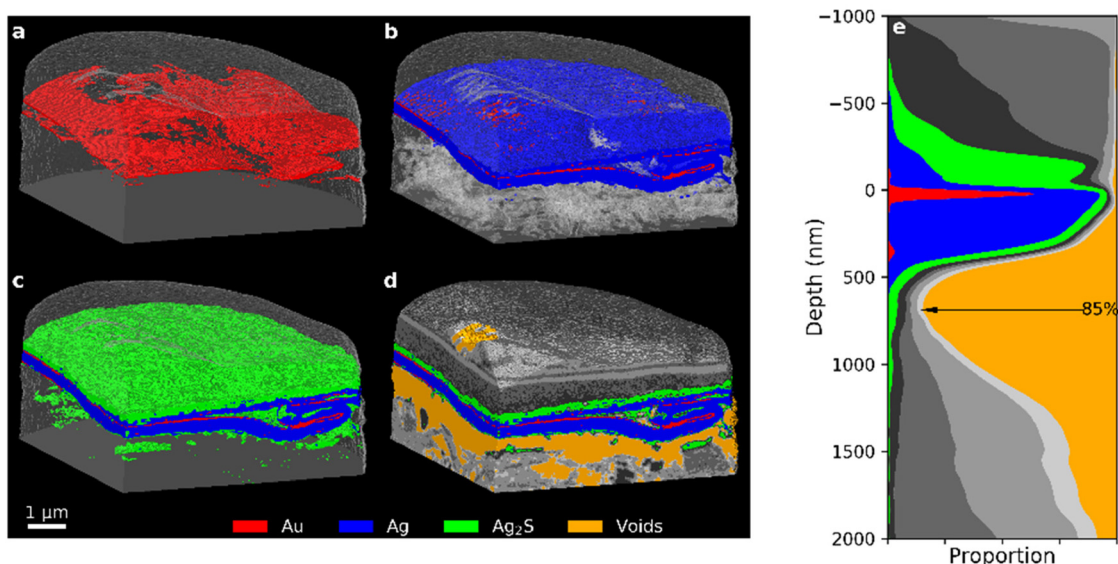 a
b
c
d
1 μm
Au
Ag
Ag₂S
Voids
e
−1000
−500
0
500
1000
1500
2000
Depth (nm)
85%
Proportion